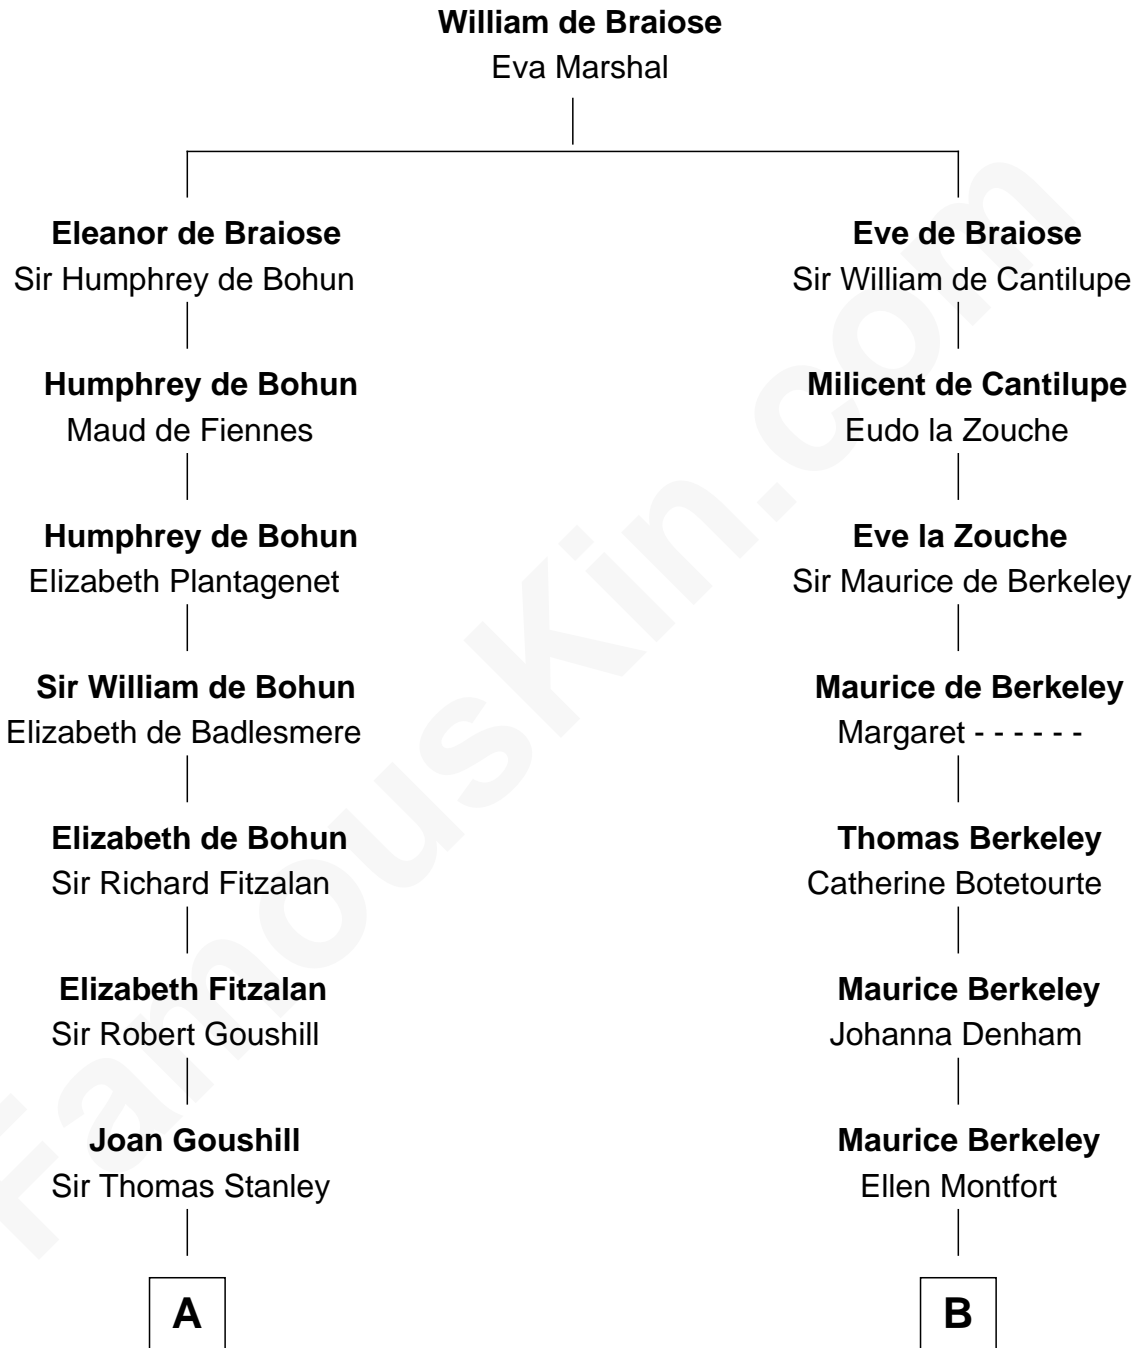 William de Braiose
Eva Marshal
Eleanor de Braiose
Sir Humphrey de Bohun
Humphrey de Bohun
Maud de Fiennes
Humphrey de Bohun
Elizabeth Plantagenet
Sir William de Bohun
Elizabeth de Badlesmere
Elizabeth de Bohun
Sir Richard Fitzalan
Elizabeth Fitzalan
Sir Robert Goushill
Joan Goushill
Sir Thomas Stanley
A
Eve de Braiose
Sir William de Cantilupe
Milicent de Cantilupe
Eudo la Zouche
Eve la Zouche
Sir Maurice de Berkeley
Maurice de Berkeley
Margaret - - - - - -
Thomas Berkeley
Catherine Botetourte
Maurice Berkeley
Johanna Denham
Maurice Berkeley
Ellen Montfort
B
FamousKin.com